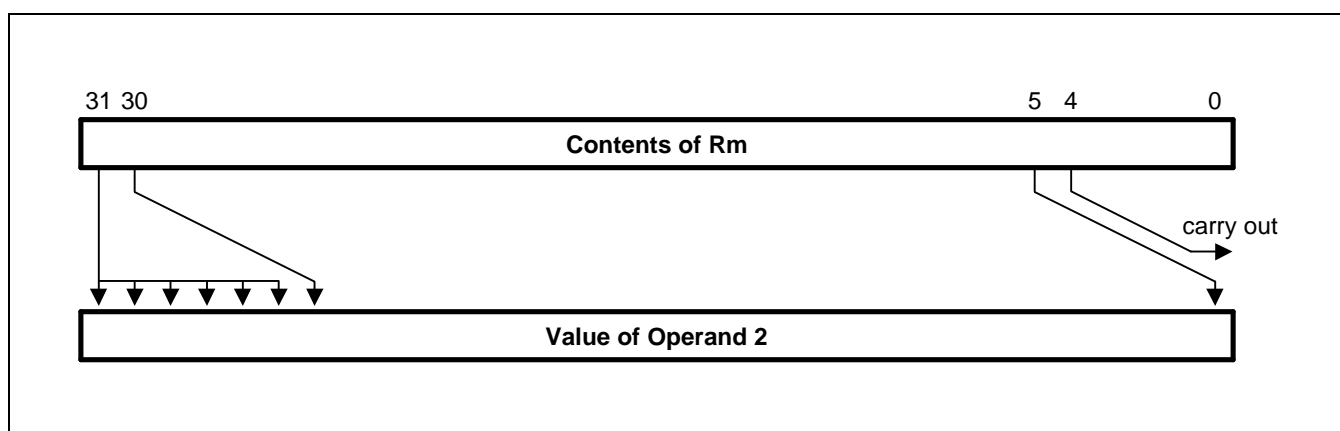 31 30 5 4 0
Contents of Rm
carry out
Value of Operand 2